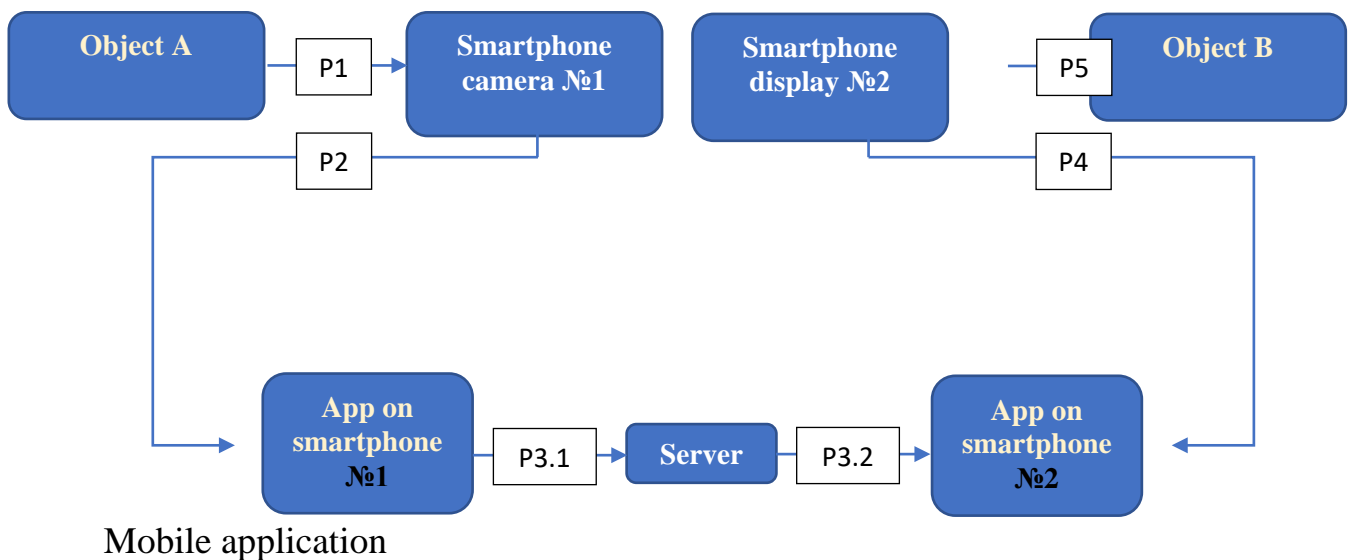 Object A
P1
Smartphone
camera №1
Smartphone
display №2
P5
Object B
P2
P4
App on
smartphone
№1
P3.1
Server
P3.2
App on
smartphone
№2
Mobile application